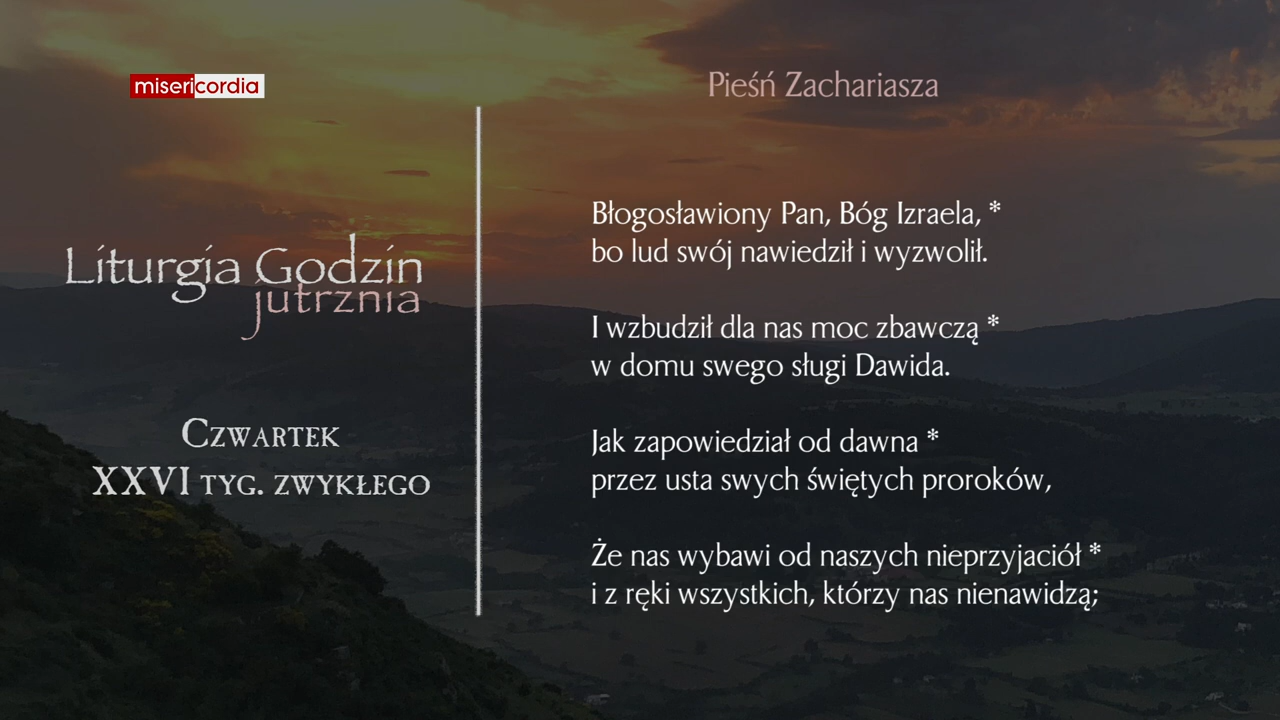 misericordia
Liturgia Godzin
jutrznia
Czwartek
XXVI tyg. zwykłego
Pieśń Zachariasza
Błogosławiony Pan, Bóg Izraela, *
bo lud swój nawiedził i wyzwolił.
I wzbudził dla nas moc zbawczą *
w domu swego sługi Dawida.
Jak zapowiedział od dawna *
przez usta swych świętych proroków,
Że nas wybawi od naszych nieprzyjaciół *
i z ręki wszystkich, którzy nas nienawidzą;